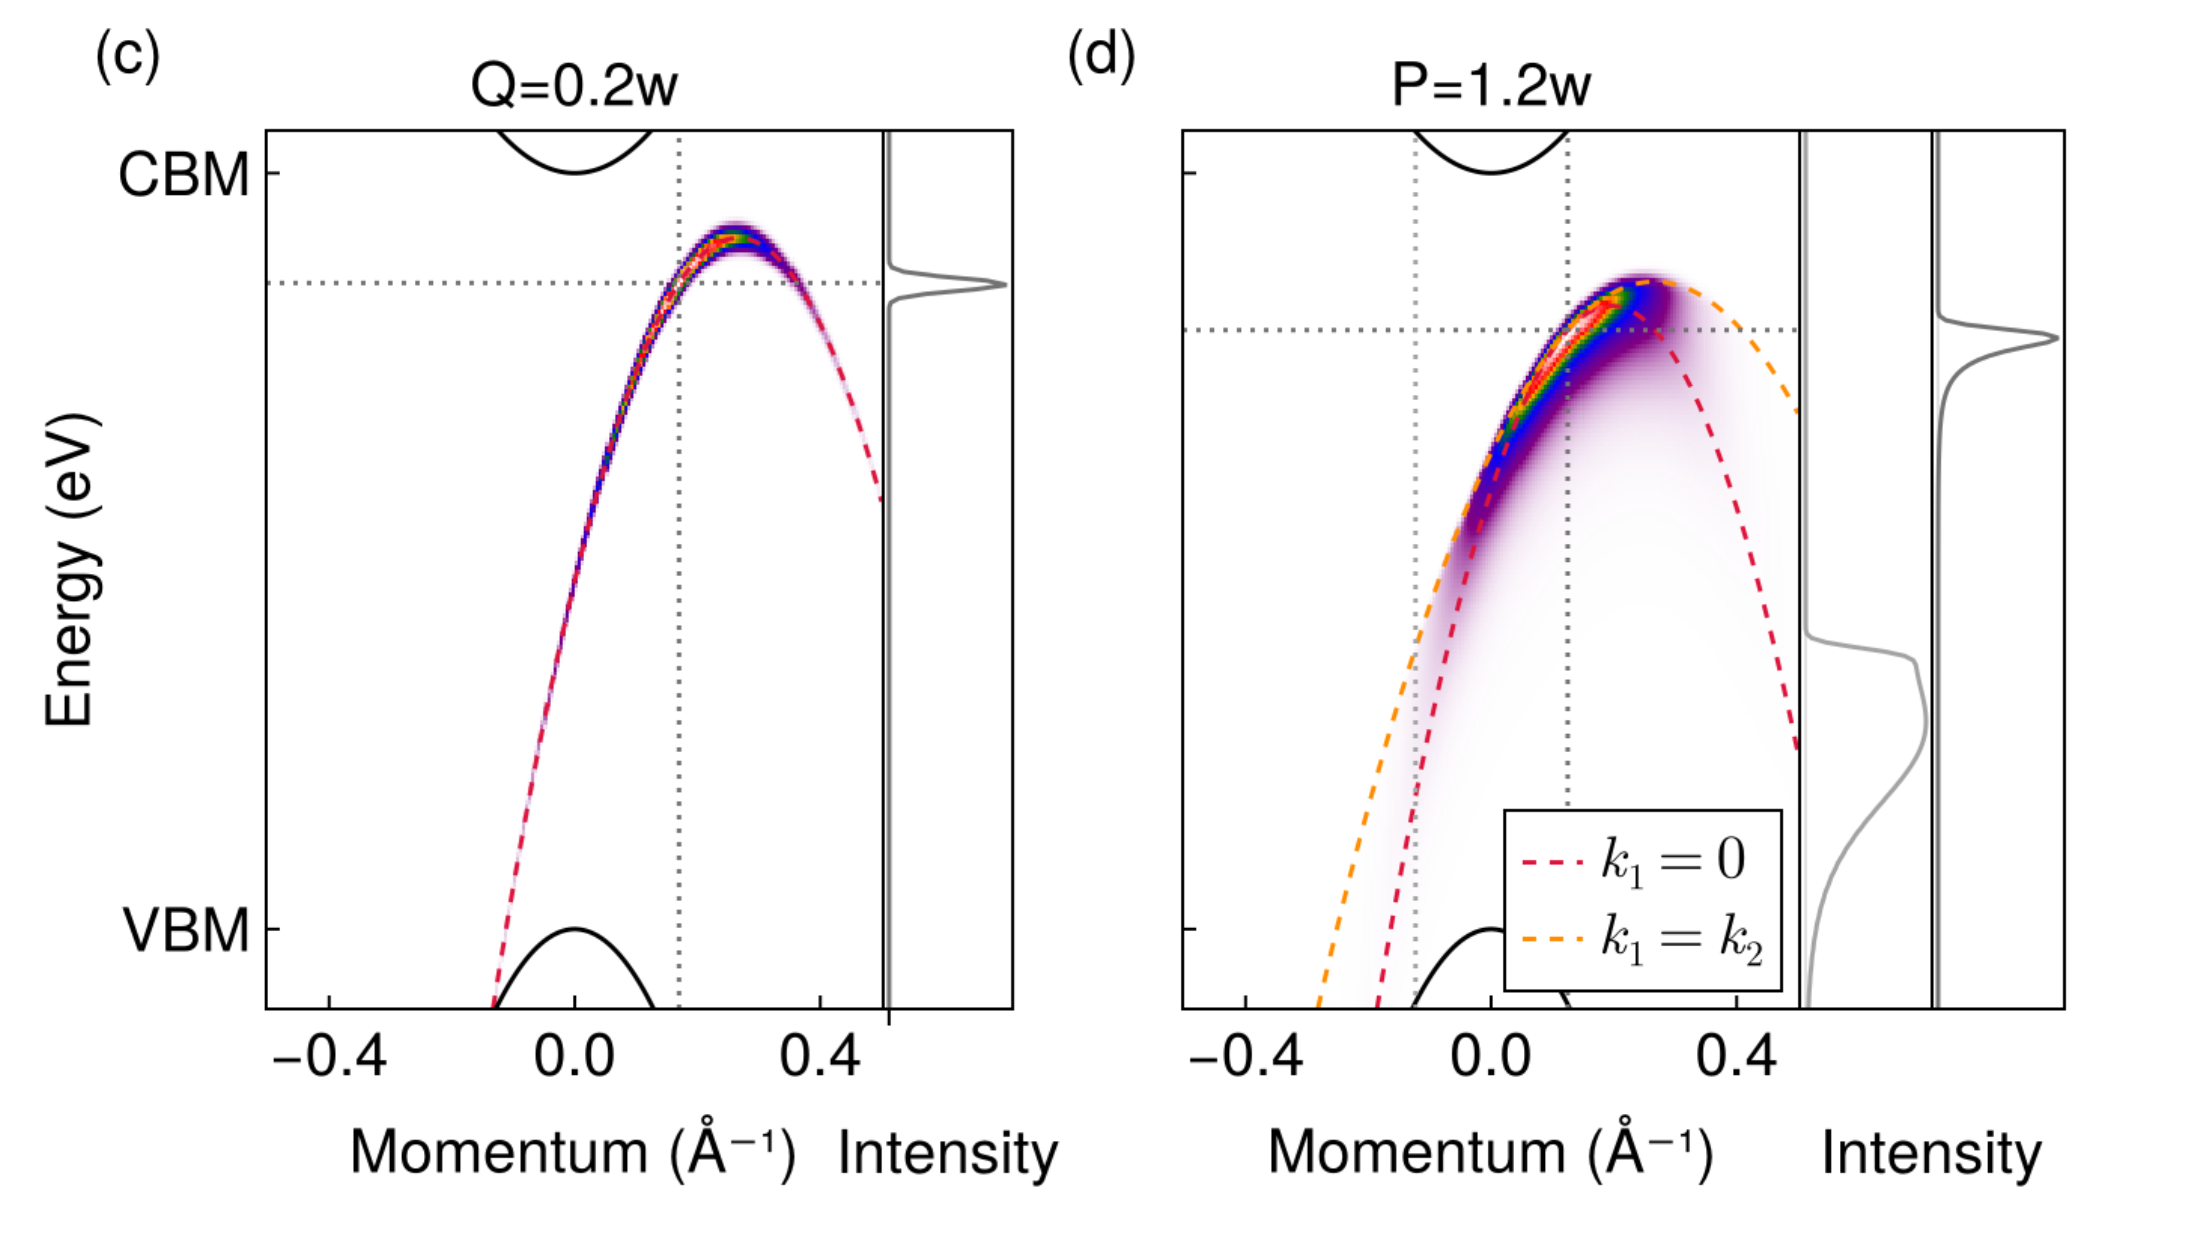 (c)
Q=0.2w
(d)
P=1.2w
CBM
VBM
Energy (eV)
k₁ = 0
k₁ = k₂
−0.4 0.0 0.4
−0.4 0.0 0.4
Momentum (Å⁻¹) Intensity
Momentum (Å⁻¹) Intensity